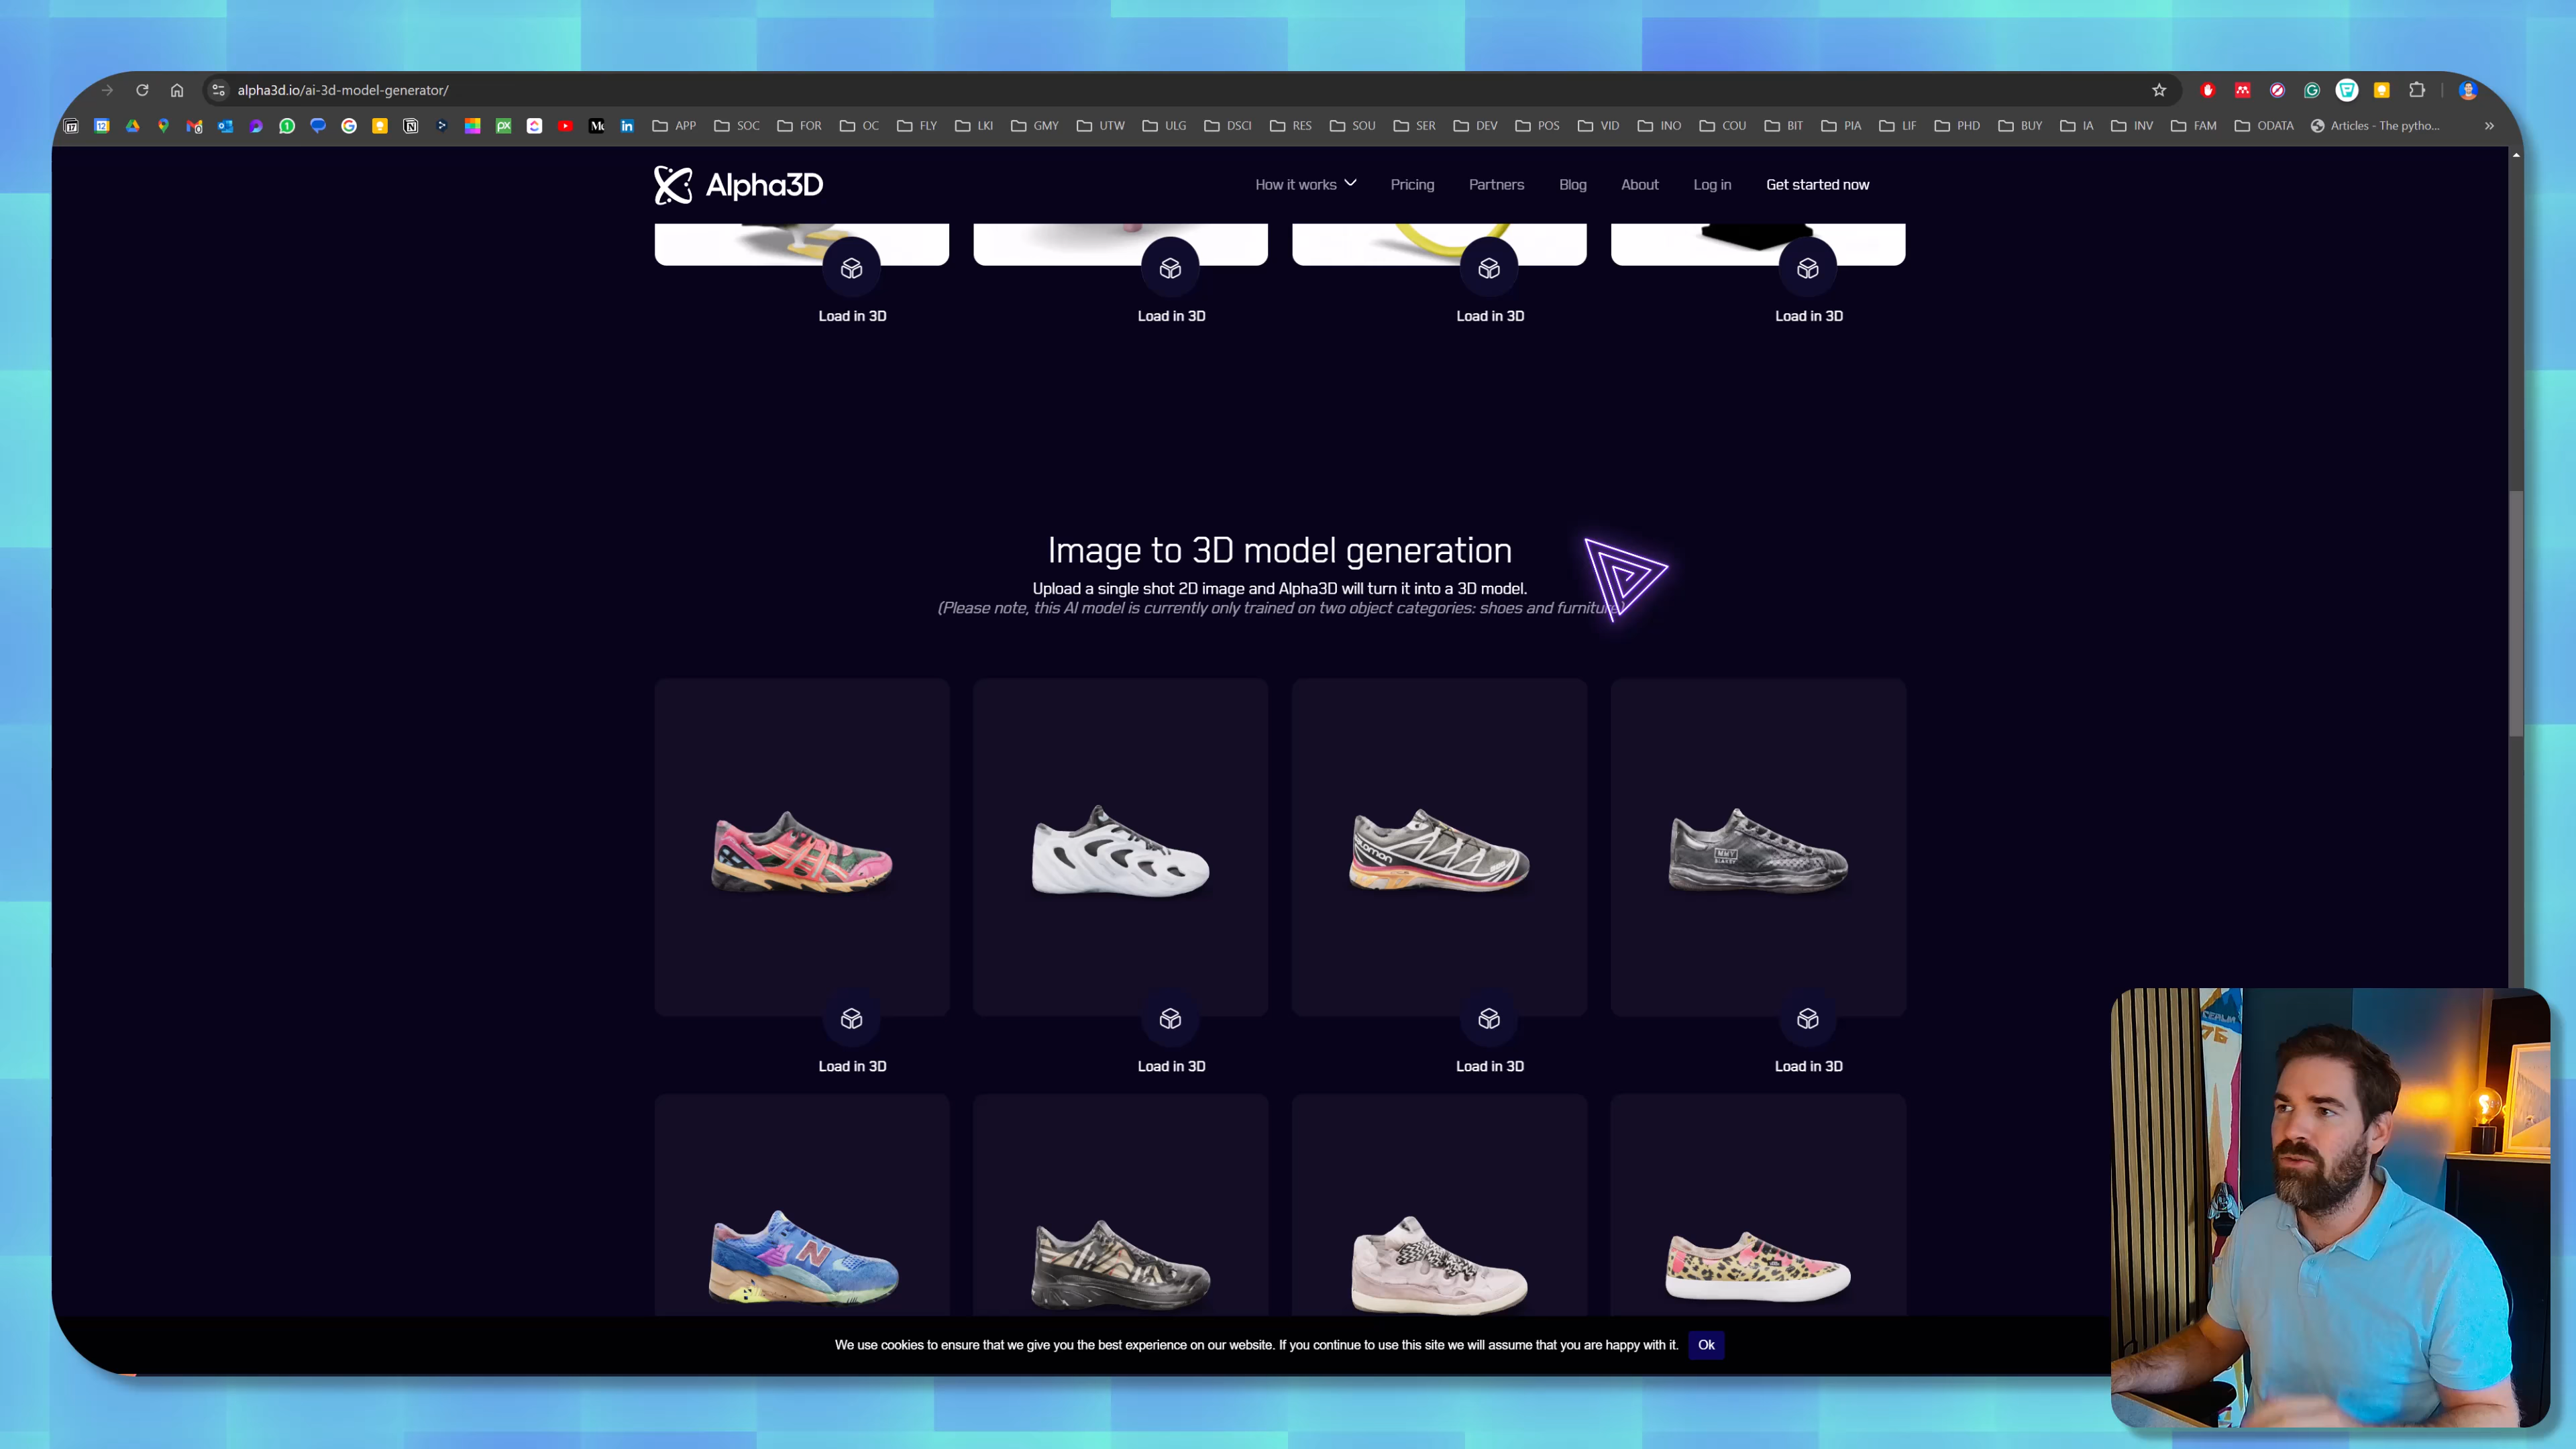 alpha3d.io/ai-3d-model-generator/
APP SOC FOR OC FLY LKI GMY UTW ULG DSCI RES SOU SER DEV POS VID INO COU BIT PIA LIF PHD BUY IA INV FAM ODATA Articles - The pytho...
Alpha3D
How it works Pricing Partners Blog About Log in Get started now
Load in 3D Load in 3D Load in 3D Load in 3D
Image to 3D model generation
Upload a single shot 2D image and Alpha3D will turn it into a 3D model.
(Please note, this AI model is currently only trained on two object categories: shoes and furniture)
Load in 3D Load in 3D Load in 3D Load in 3D
We use cookies to ensure that we give you the best experience on our website. If you continue to use this site we will assume that you are happy with it. Ok